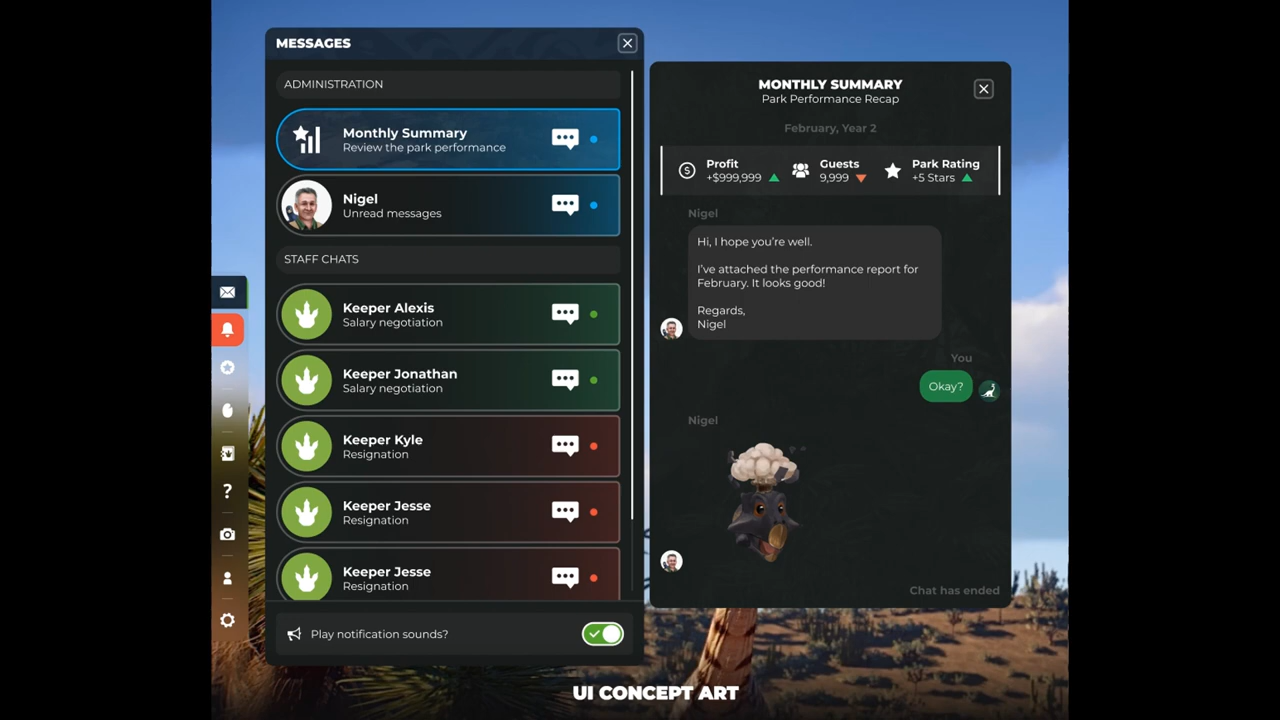 MESSAGES
ADMINISTRATION
Monthly Summary
Review the park performance
Nigel
Unread messages
STAFF CHATS
Keeper Alexis
Salary negotiation
Keeper Jonathan
Salary negotiation
Keeper Kyle
Resignation
Keeper Jesse
Resignation
Keeper Jesse
Resignation
Play notification sounds?
MONTHLY SUMMARY
Park Performance Recap
February, Year 2
Profit
+$999,999
Guests
9,999
Park Rating
+5 Stars
Nigel
Hi, I hope you’re well.
I’ve attached the performance report for
February. It looks good!
Regards,
Nigel
You
Okay?
Nigel
Chat has ended
UI CONCEPT ART